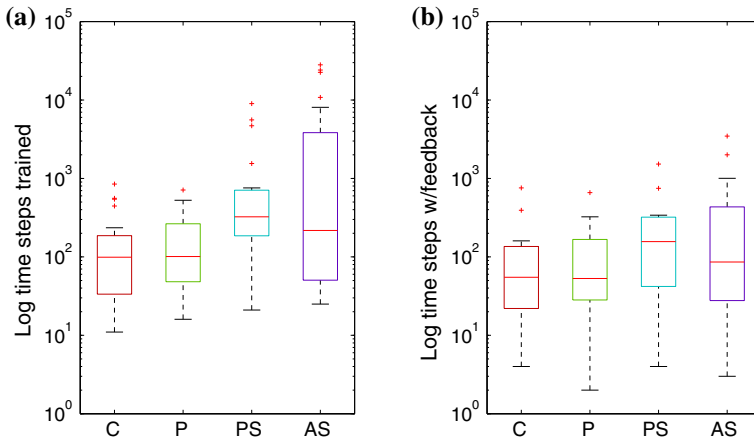 (a)
Log time steps trained
10^5
10^4
10^3
10^2
10^1
10^0
C P PS AS
(b)
Log time steps w/feedback
10^5
10^4
10^3
10^2
10^1
10^0
C P PS AS